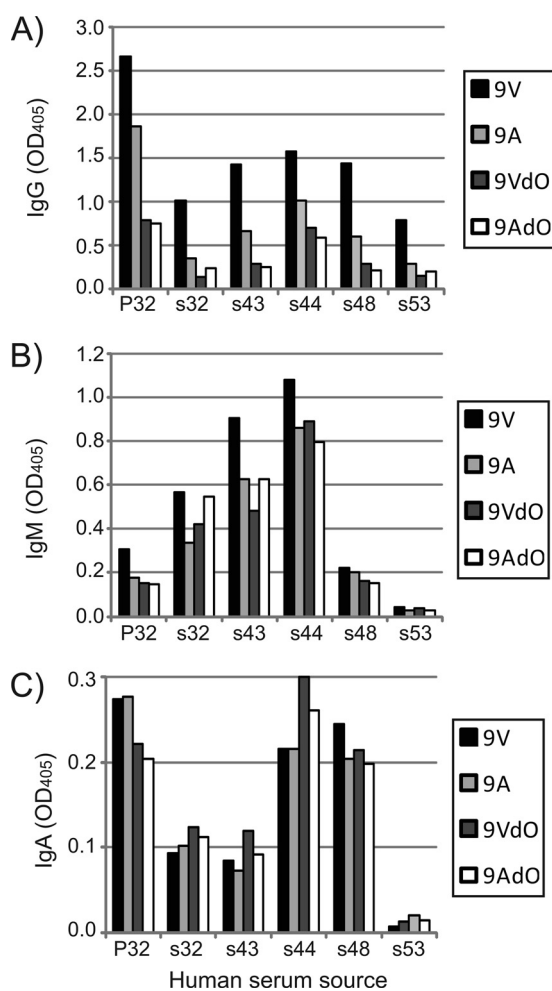 A)
IgG (OD405)
3.0
2.5
2.0
1.5
1.0
0.5
0.0
P32 s32 s43 s44 s48 s53
9V
9A
9VdO
9AdO
B)
IgM (OD405)
1.2
1.0
0.8
0.6
0.4
0.2
0.0
P32 s32 s43 s44 s48 s53
9V
9A
9VdO
9AdO
C)
IgA (OD405)
0.3
0.2
0.1
0.0
P32 s32 s43 s44 s48 s53
9V
9A
9VdO
9AdO
Human serum source